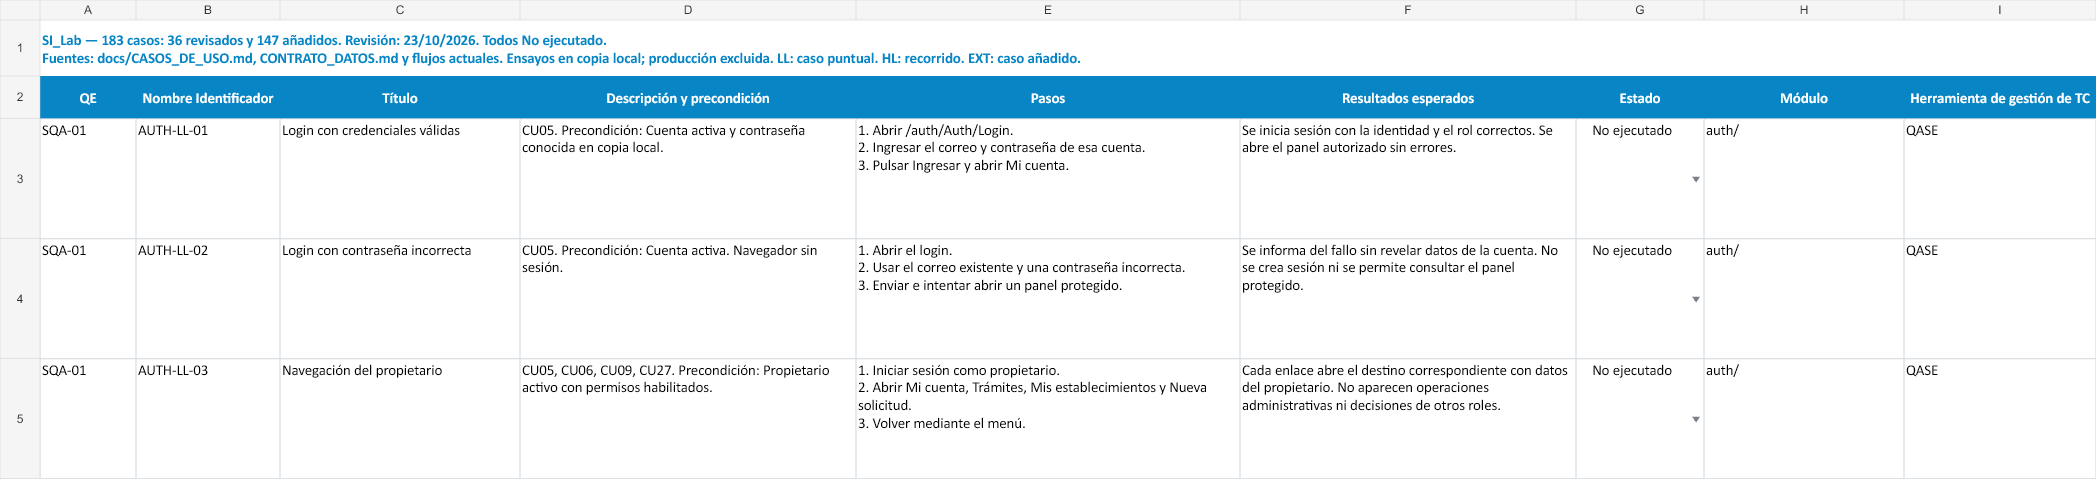 A B C D E F G H I
1
SI_Lab — 183 casos: 36 revisados y 147 añadidos. Revisión: 23/10/2026. Todos No ejecutado.
Fuentes: docs/CASOS_DE_USO.md, CONTRATO_DATOS.md y flujos actuales. Ensayos en copia local; producción excluida. LL: caso puntual. HL: recorrido. EXT: caso añadido.
2 QE Nombre Identificador Título Descripción y precondición Pasos Resultados esperados Estado Módulo Herramienta de gestión de TC
3
SQA-01
AUTH-LL-01
Login con credenciales válidas
CU05. Precondición: Cuenta activa y contraseña
conocida en copia local.
1. Abrir /auth/Auth/Login.
2. Ingresar el correo y contraseña de esa cuenta.
3. Pulsar Ingresar y abrir Mi cuenta.
Se inicia sesión con la identidad y el rol correctos. Se
abre el panel autorizado sin errores.
No ejecutado
auth/
QASE
4
SQA-01
AUTH-LL-02
Login con contraseña incorrecta
CU05. Precondición: Cuenta activa. Navegador sin
sesión.
1. Abrir el login.
2. Usar el correo existente y una contraseña incorrecta.
3. Enviar e intentar abrir un panel protegido.
Se informa del fallo sin revelar datos de la cuenta. No
se crea sesión ni se permite consultar el panel
protegido.
No ejecutado
auth/
QASE
5
SQA-01
AUTH-LL-03
Navegación del propietario
CU05, CU06, CU09, CU27. Precondición: Propietario
activo con permisos habilitados.
1. Iniciar sesión como propietario.
2. Abrir Mi cuenta, Trámites, Mis establecimientos y Nueva
solicitud.
3. Volver mediante el menú.
Cada enlace abre el destino correspondiente con datos
del propietario. No aparecen operaciones
administrativas ni decisiones de otros roles.
No ejecutado
auth/
QASE